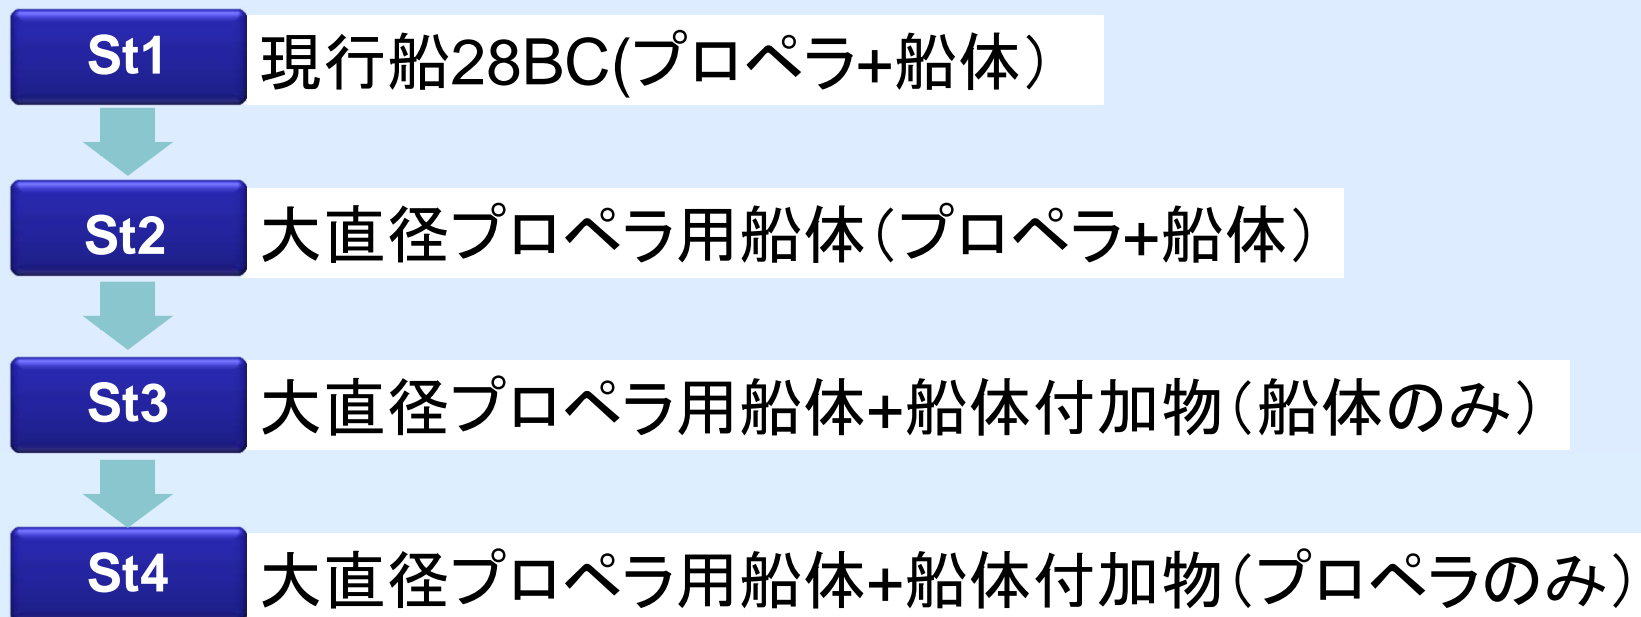 St1 現行船28BC(プロペラ+船体）
St2 大直径プロペラ用船体（プロペラ+船体）
St3 大直径プロペラ用船体+船体付加物（船体のみ）
St4 大直径プロペラ用船体+船体付加物（プロペラのみ）